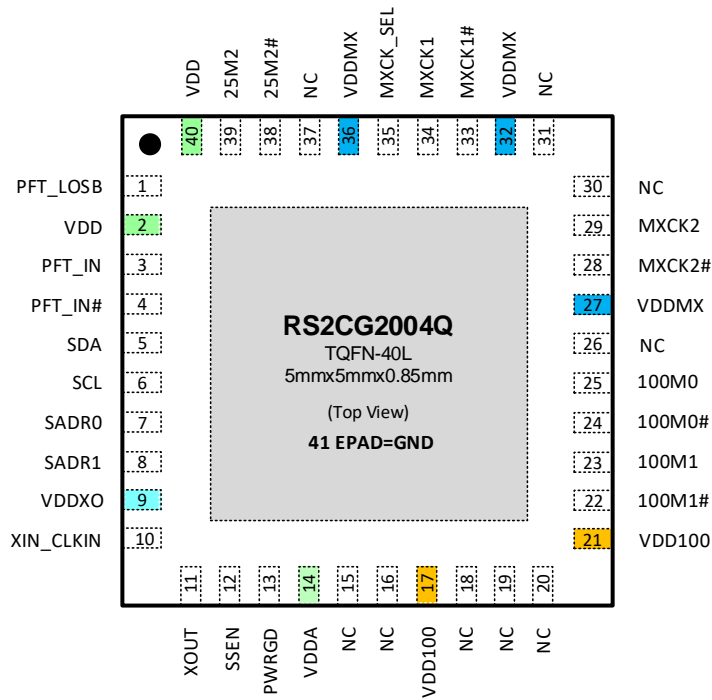 VDD
25M2
25M2#
NC
VDDMX
MXCK_SEL
MXCK1
MXCK1#
VDDMX
NC
40
39
38
37
36
35
34
33
32
31
PFT_LOSB 1
VDD 2
PFT_IN 3
PFT_IN# 4
SDA 5
SCL 6
SADR0 7
SADR1 8
VDDXO 9
XIN_CLKIN 10
RS2CG2004Q
TQFN-40L
5mmx5mmx0.85mm
(Top View)
41 EPAD=GND
30 NC
29 MXCK2
28 MXCK2#
27 VDDMX
26 NC
25 100M0
24 100M0#
23 100M1
22 100M1#
21 VDD100
11
12
13
14
15
16
17
18
19
20
XOUT
SSEN
PWRGD
VDDA
NC
NC
VDD100
NC
NC
NC